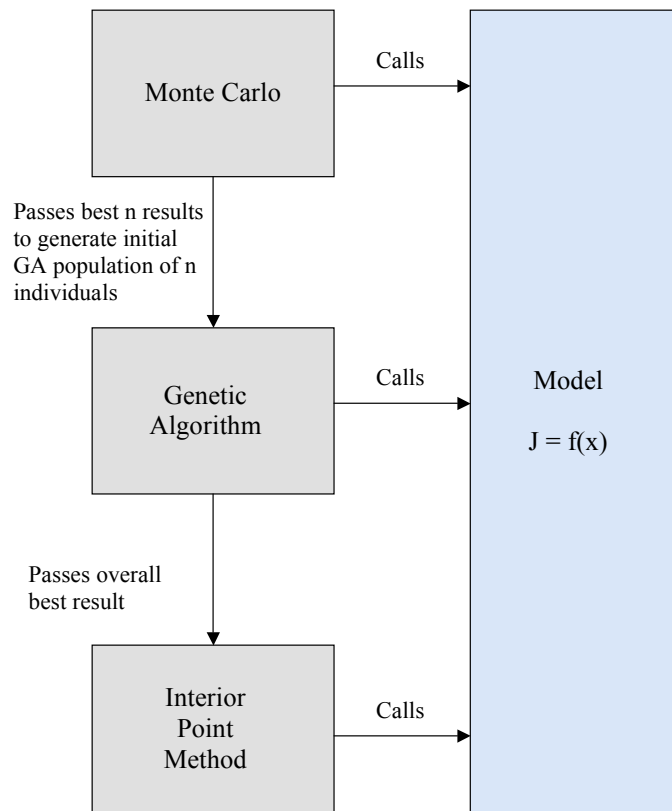 Monte Carlo
Calls
Passes best n results
to generate initial
GA population of n
individuals
Genetic
Algorithm
Calls
Model
J = f(x)
Passes overall
best result
Interior
Point
Method
Calls